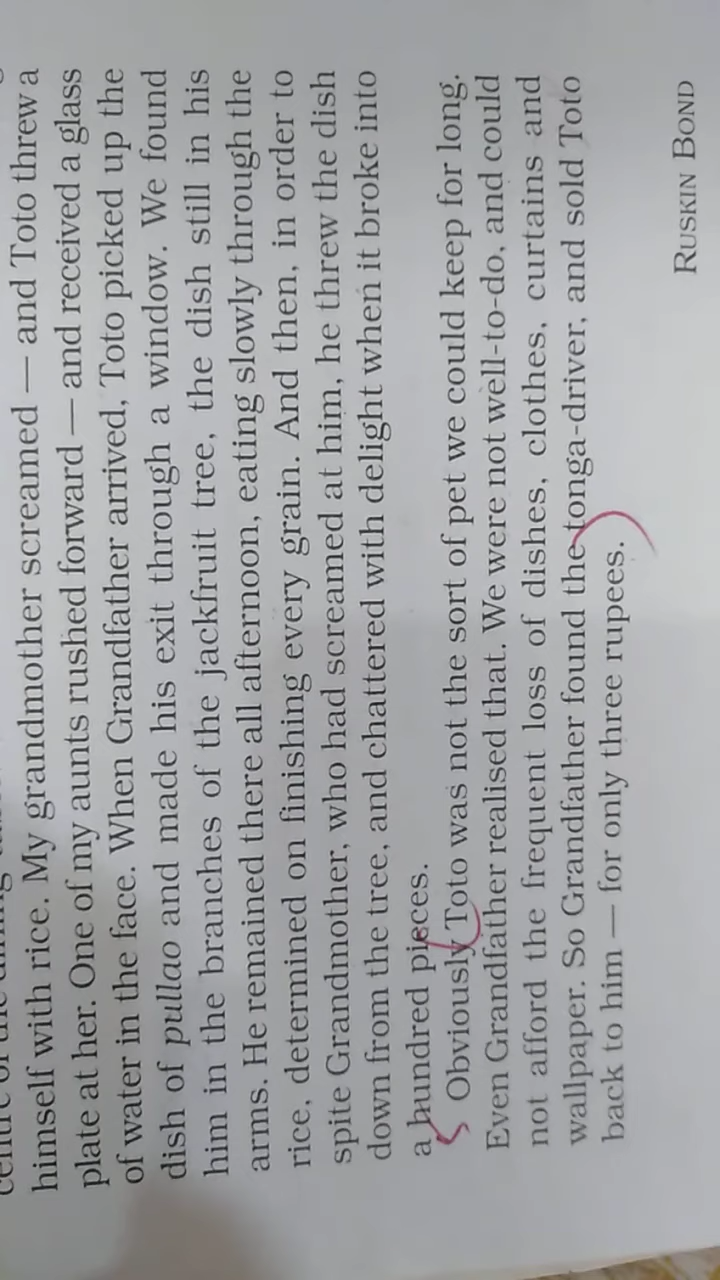 himself with rice. My grandmother screamed — and Toto threw a
plate at her. One of my aunts rushed forward — and received a glass
of water in the face. When Grandfather arrived, Toto picked up the
dish of pullao and made his exit through a window. We found
him in the branches of the jackfruit tree, the dish still in his
arms. He remained there all afternoon, eating slowly through the
rice, determined on finishing every grain. And then, in order to
spite Grandmother, who had screamed at him, he threw the dish
down from the tree, and chattered with delight when it broke into
a hundred pieces.
Obviously Toto was not the sort of pet we could keep for long.
Even Grandfather realised that. We were not well-to-do, and could
not afford the frequent loss of dishes, clothes, curtains and
wallpaper. So Grandfather found the tonga-driver, and sold Toto
back to him — for only three rupees.
RUSKIN BOND